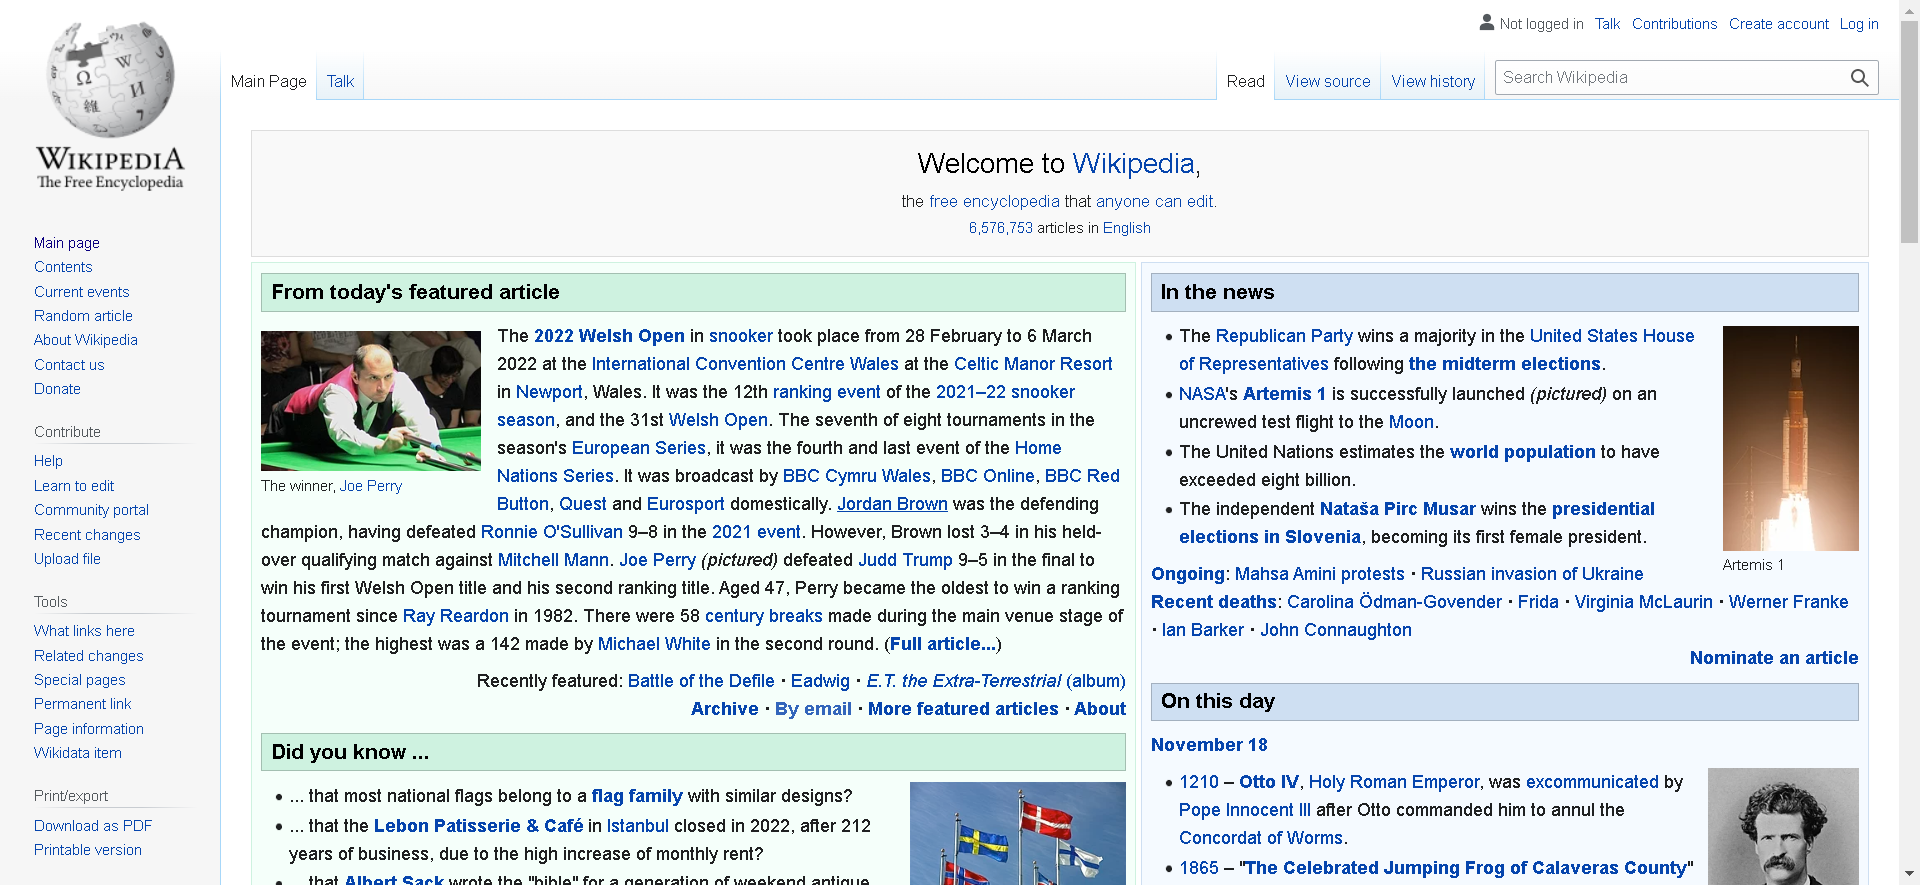 Not logged in Talk Contributions Create account Log in
Main Page Talk Read View source View history Search Wikipedia
WIKIPEDIA
The Free Encyclopedia
Main page
Contents
Current events
Random article
About Wikipedia
Contact us
Donate
Contribute
Help
Learn to edit
Community portal
Recent changes
Upload file
Tools
What links here
Related changes
Special pages
Permanent link
Page information
Wikidata item
Print/export
Download as PDF
Printable version
Welcome to Wikipedia,
the free encyclopedia that anyone can edit.
6,576,753 articles in English
From today's featured article
The winner, Joe Perry
The 2022 Welsh Open in snooker took place from 28 February to 6 March
2022 at the International Convention Centre Wales at the Celtic Manor Resort
in Newport, Wales. It was the 12th ranking event of the 2021–22 snooker
season, and the 31st Welsh Open. The seventh of eight tournaments in the
season's European Series, it was the fourth and last event of the Home
Nations Series. It was broadcast by BBC Cymru Wales, BBC Online, BBC Red
Button, Quest and Eurosport domestically. Jordan Brown was the defending
champion, having defeated Ronnie O'Sullivan 9–8 in the 2021 event. However, Brown lost 3–4 in his held-
over qualifying match against Mitchell Mann. Joe Perry (pictured) defeated Judd Trump 9–5 in the final to
win his first Welsh Open title and his second ranking title. Aged 47, Perry became the oldest to win a ranking
tournament since Ray Reardon in 1982. There were 58 century breaks made during the main venue stage of
the event; the highest was a 142 made by Michael White in the second round. (Full article...)
Recently featured: Battle of the Defile · Eadwig · E.T. the Extra-Terrestrial (album)
Archive · By email · More featured articles · About
Did you know ...
... that most national flags belong to a flag family with similar designs?
... that the Lebon Patisserie & Café in Istanbul closed in 2022, after 212
years of business, due to the high increase of monthly rent?
... that Albert Sack wrote the "bible" for a generation of weekend antique
In the news
The Republican Party wins a majority in the United States House
of Representatives following the midterm elections.
NASA's Artemis 1 is successfully launched (pictured) on an
uncrewed test flight to the Moon.
The United Nations estimates the world population to have
exceeded eight billion.
The independent Nataša Pirc Musar wins the presidential
elections in Slovenia, becoming its first female president.
Artemis 1
Ongoing: Mahsa Amini protests · Russian invasion of Ukraine
Recent deaths: Carolina Ödman-Govender · Frida · Virginia McLaurin · Werner Franke
· Ian Barker · John Connaughton
Nominate an article
On this day
November 18
1210 – Otto IV, Holy Roman Emperor, was excommunicated by
Pope Innocent III after Otto commanded him to annul the
Concordat of Worms.
1865 – "The Celebrated Jumping Frog of Calaveras County"